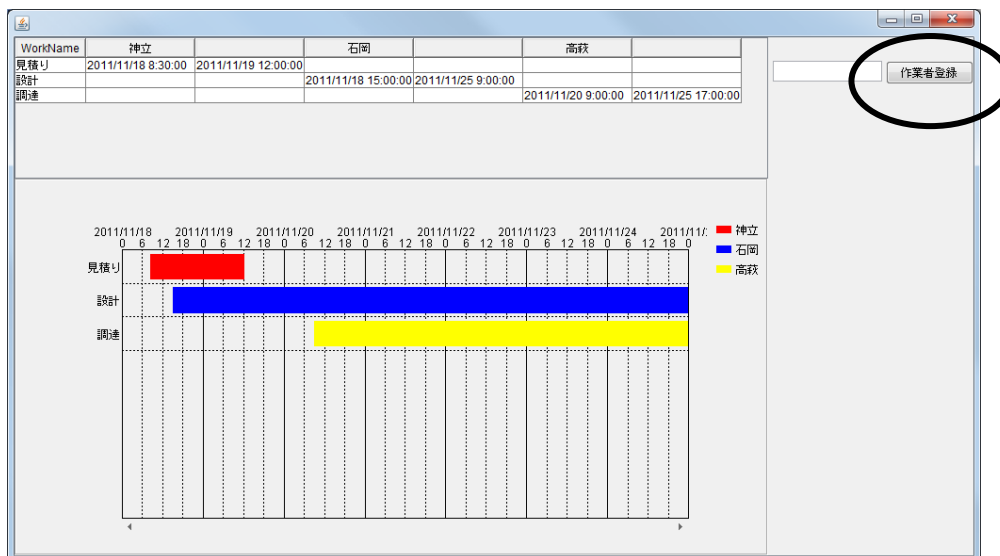 WorkName 神立 石岡 高萩
見積り 2011/11/18 8:30:00 2011/11/19 12:00:00
設計 2011/11/18 15:00:00 2011/11/25 9:00:00
調達 2011/11/20 9:00:00 2011/11/25 17:00:00
作業者登録
2011/11/18 2011/11/19 2011/11/20 2011/11/21 2011/11/22 2011/11/23 2011/11/24 2011/11/:
0 6 12 18 0 6 12 18 0 6 12 18 0 6 12 18 0 6 12 18 0 6 12 18 0 6 12 18 0
神立
石岡
高萩
見積り
設計
調達